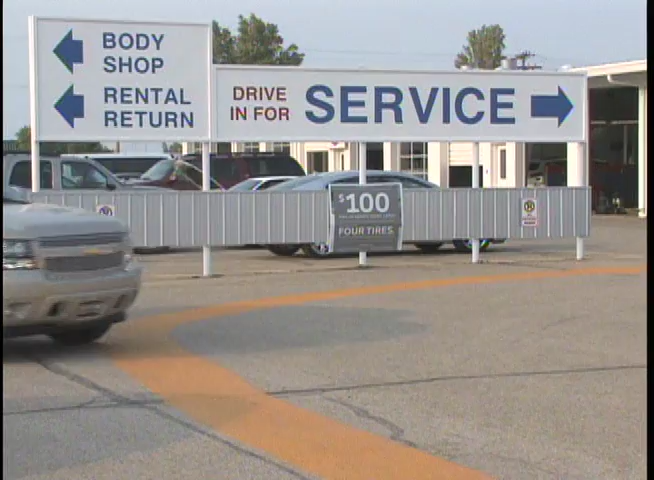 BODY
SHOP
RENTAL
RETURN
DRIVE
IN FOR
SERVICE
$100
FOUR TIRES.